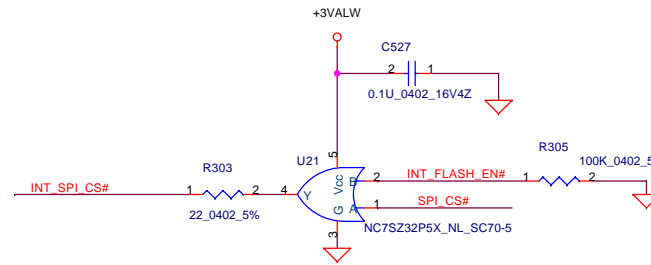 +3VALW
C527
2
1
0.1U_0402_16V4Z
R303
U21
5
Vcc
INT_FLASH_EN#
R305
100K_0402_5
INT_SPI_CS#
1
2
4
Y
B
2
1
2
22_0402_5%
G
A
1
SPI_CS#
3
NC7SZ32P5X_NL_SC70-5